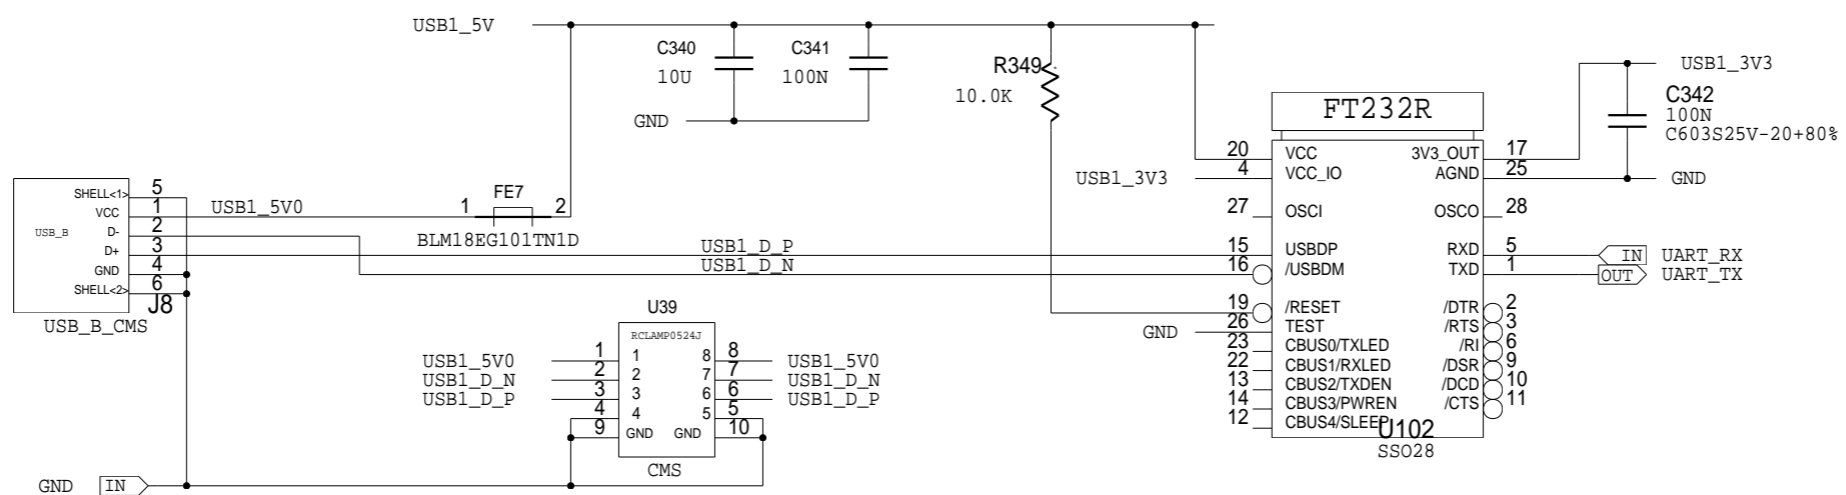 USB1_5V
C340
10U
C341
100N
R349
10.0K
GND
FT232R
USB1_3V3
C342
100N
C603S25V-20+80%
GND
USB1_3V3
20 VCC 3V3_OUT 17
4 VCC_IO AGND 25
27 OSCI OSCO 28
15 USBDP RXD 5
16 /USBDM TXD 1
19 /RESET /DTR 2
26 TEST /RTS 3
23 CBUS0/TXLED /RI 6
22 CBUS1/RXLED /DSR 9
13 CBUS2/TXDEN /DCD 10
14 CBUS3/PWREN /CTS 11
12 CBUS4/SLEEP
U102
SSO28
IN UART_RX
OUT UART_TX
GND
USB_B
SHELL<1> 5
VCC 1
D- 2
D+ 3
GND 4
SHELL<2> 6
J8
USB_B_CMS
USB1_5V0
FE7
1 2
BLM18EG101TN1D
USB1_D_P
USB1_D_N
U39
RCLAMP0524J
USB1_5V0 1 1 8 8 USB1_5V0
USB1_D_N 2 2 7 7 USB1_D_N
USB1_D_P 3 3 6 6 USB1_D_P
4 4 5 5
9 GND GND 10
CMS
GND IN